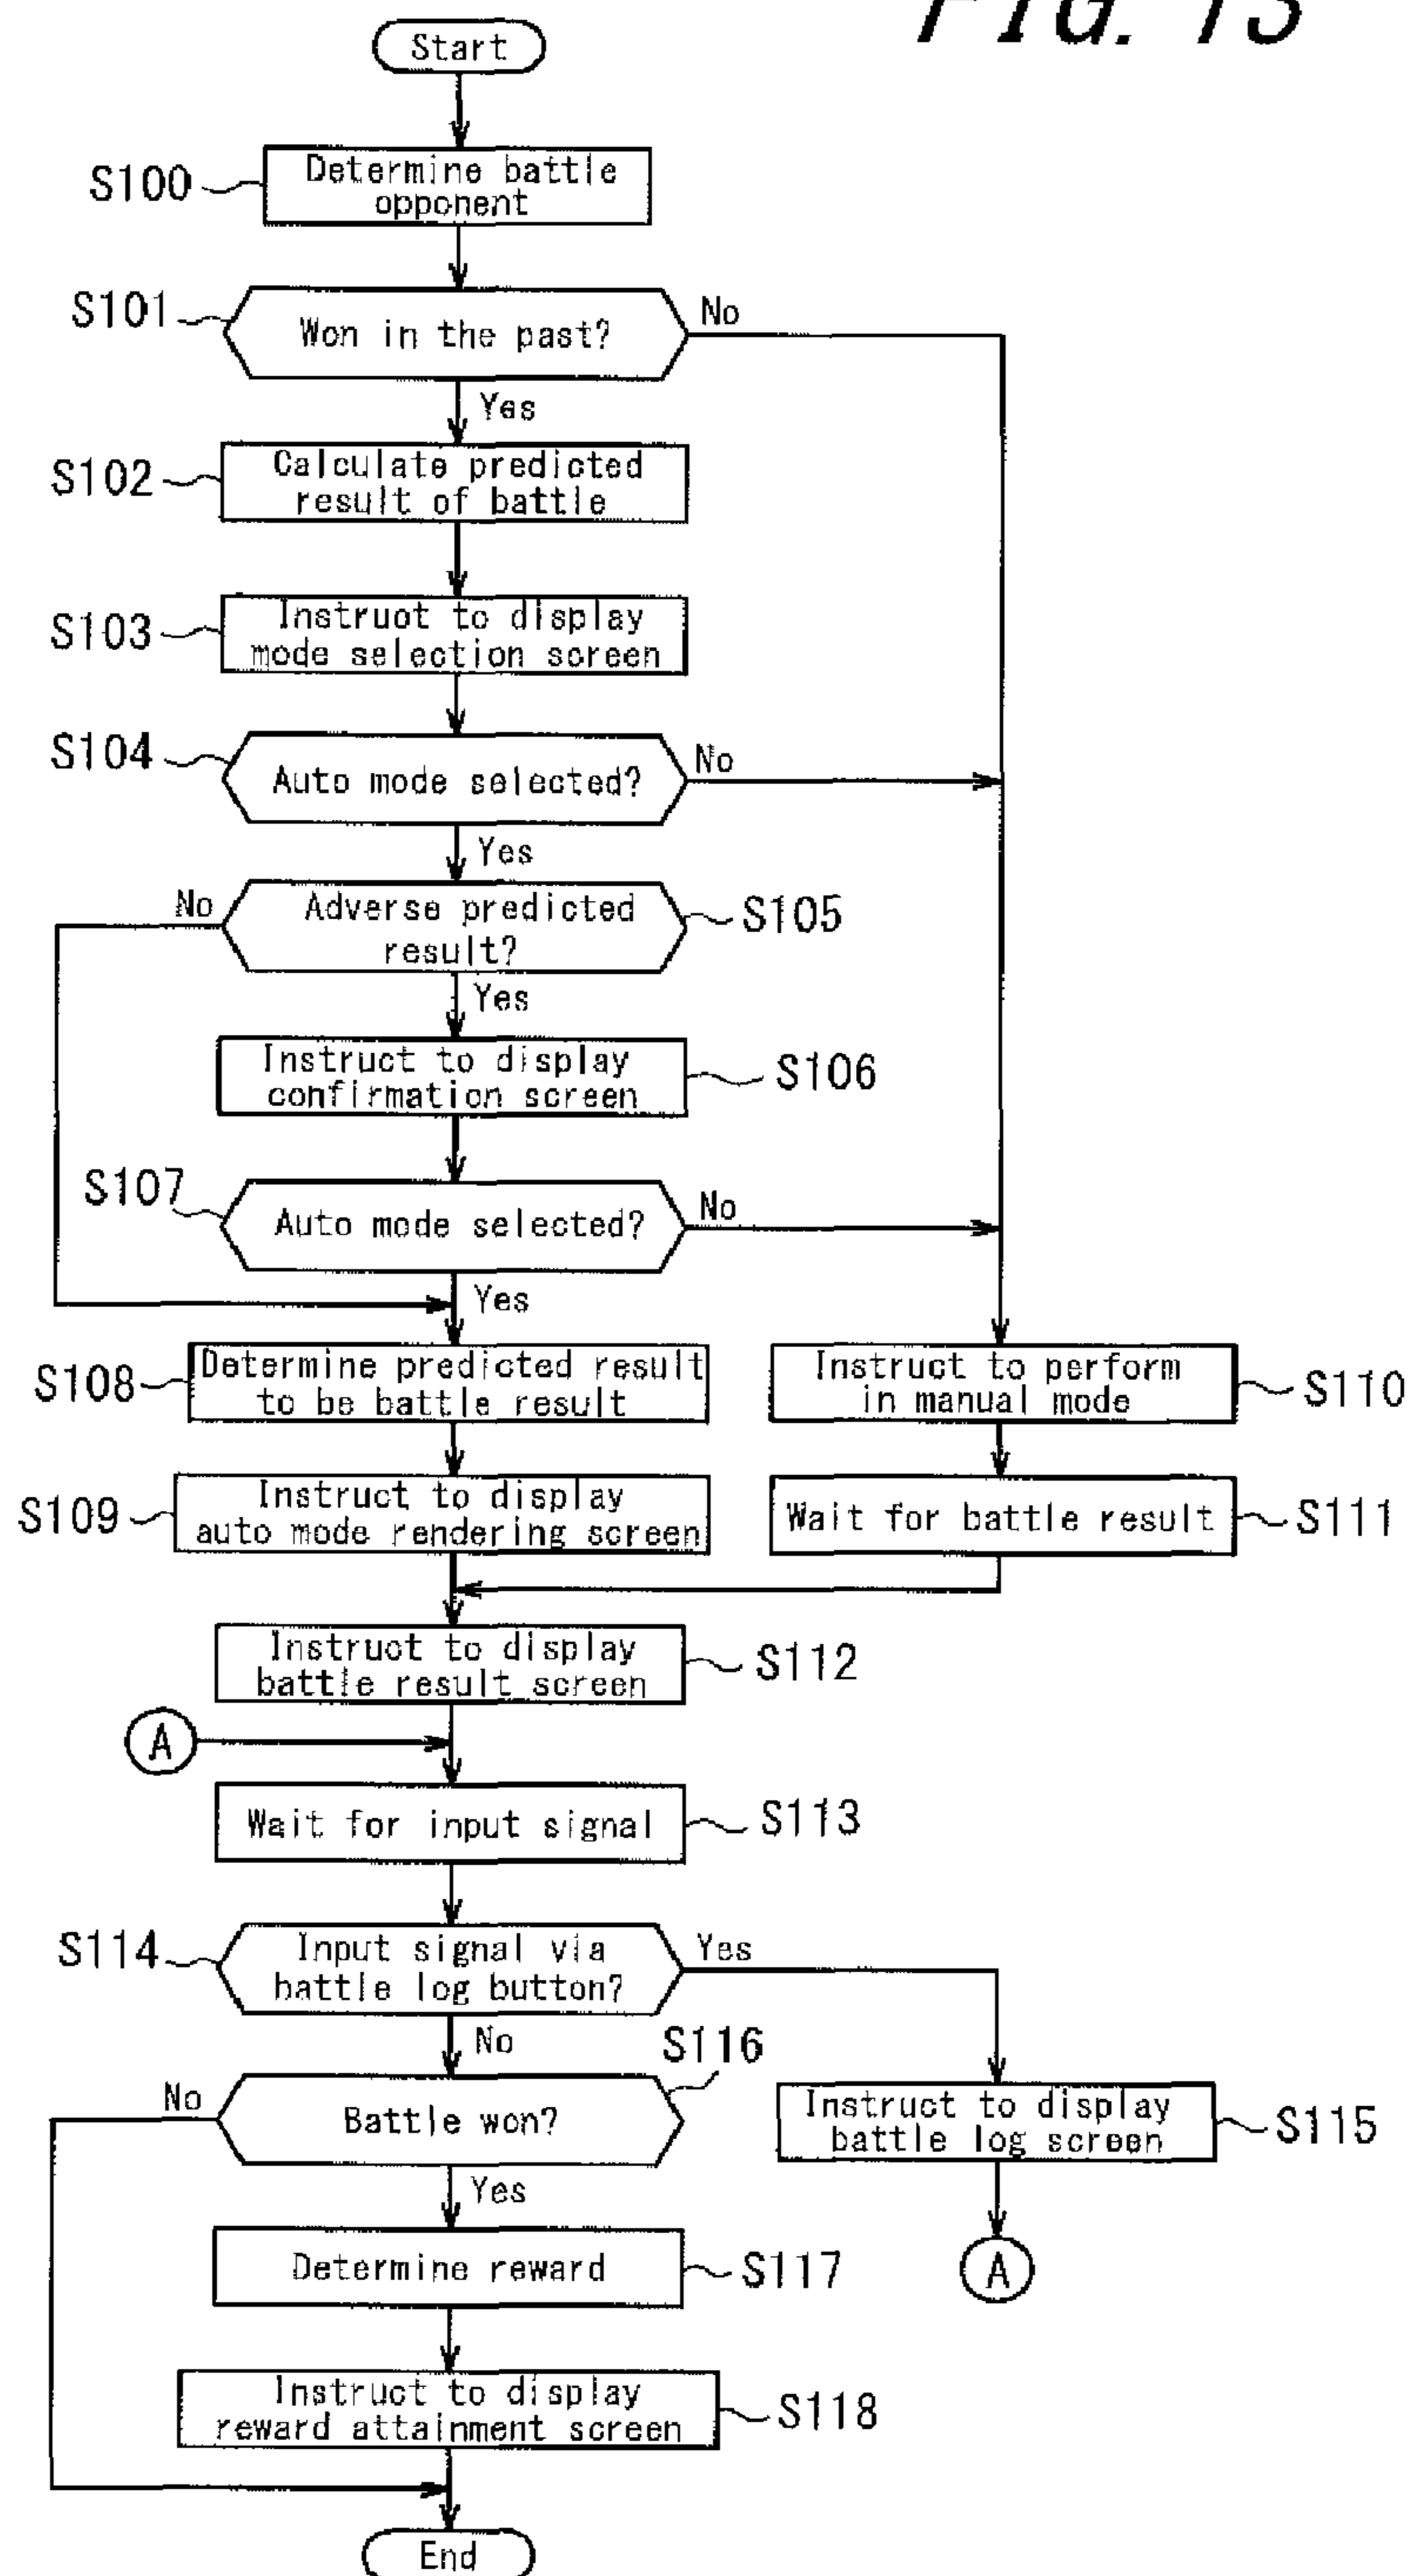 FIG. 13
Start
S100
Determine battle
opponent
S101
Won in the past?
No
Yes
S102
Calculate predicted
result of battle
S103
Instruct to display
mode selection screen
S104
Auto mode selected?
No
Yes
No
Adverse predicted
result?
S105
Yes
Instruct to display
confirmation screen
S106
S107
Auto mode selected?
No
Yes
S108
Determine predicted result
to be battle result
Instruct to perform
in manual mode
S110
S109
Instruct to display
auto mode rendering screen
Wait for battle result
S111
Instruct to display
battle result screen
S112
A
Wait for input signal
S113
S114
Input signal via
battle log button?
Yes
No
S116
No
Battle won?
Instruct to display
battle log screen
S115
Yes
Determine reward
S117
A
Instruct to display
reward attainment screen
S118
End